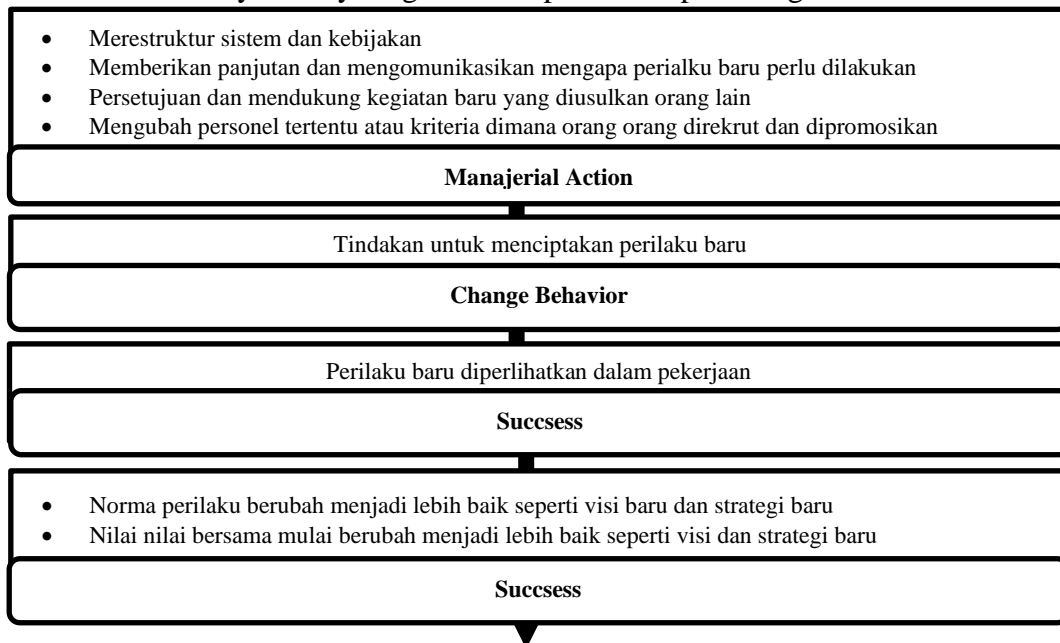 • Merestruktur sistem dan kebijakan
• Memberikan panjutan dan mengomunikasikan mengapa perialku baru perlu dilakukan
• Persetujuan dan mendukung kegiatan baru yang diusulkan orang lain
• Mengubah personel tertentu atau kriteria dimana orang orang direkrut dan dipromosikan
Manajerial Action
Tindakan untuk menciptakan perilaku baru
Change Behavior
Perilaku baru diperlihatkan dalam pekerjaan
Succsess
• Norma perilaku berubah menjadi lebih baik seperti visi baru dan strategi baru
• Nilai nilai bersama mulai berubah menjadi lebih baik seperti visi dan strategi baru
Succsess